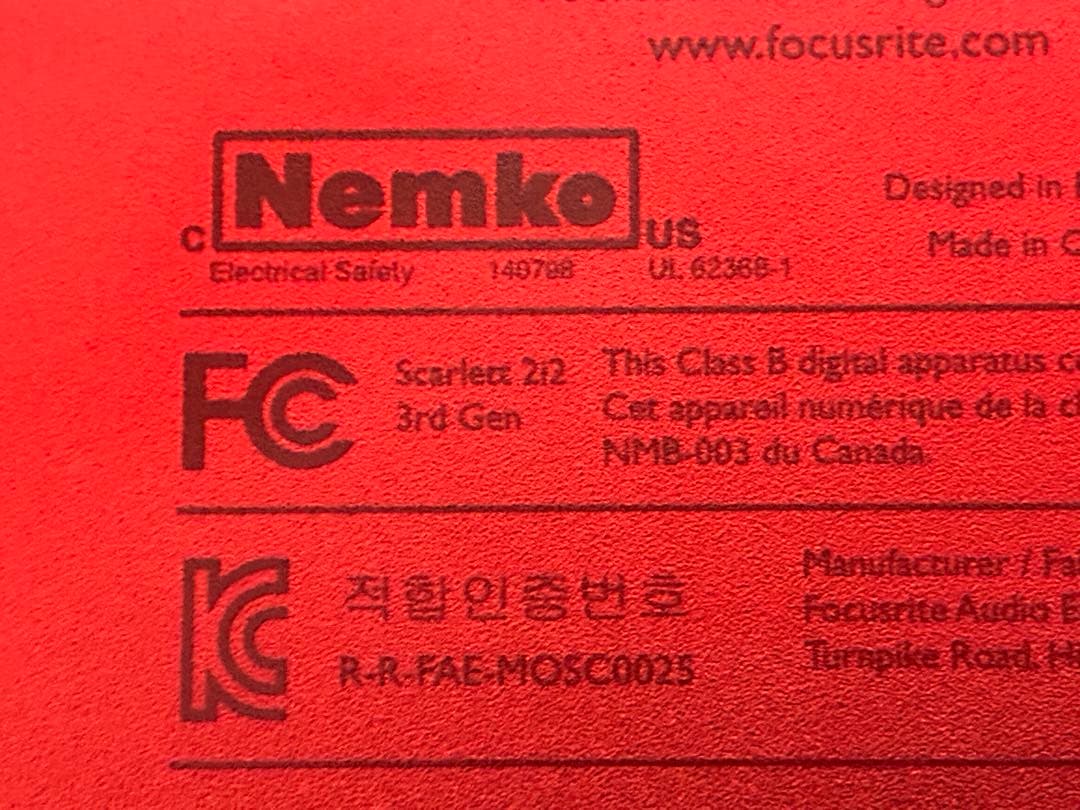 www.focusrite.com
Nemko
c US
Electrical Safety 140798 UL 62368-1
Designed in
Made in
FC
Scarlett 2i2
3rd Gen
This Class B digital apparatus
Cet appareil numérique de la
NMB-003 du Canada.
적합인증번호
R-R-FAE-MOSC0025
Manufacturer /
Focusrite Audio
Turnpike Road,